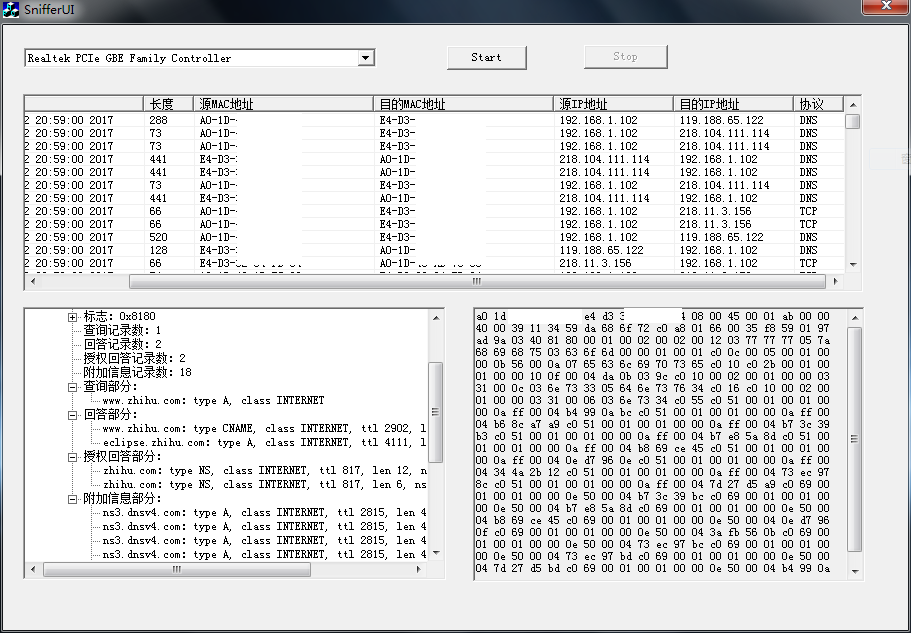 SnifferUI
Realtek PCIe GBE Family Controller
Start
Stop
长度 源MAC地址 目的MAC地址 源IP地址 目的IP地址 协议
2 20:59:00 2017 288 A0-1D- E4-D3- 192.168.1.102 119.188.65.122 DNS
2 20:59:00 2017 73 A0-1D- E4-D3- 192.168.1.102 218.104.111.114 DNS
2 20:59:00 2017 73 A0-1D- E4-D3- 192.168.1.102 218.104.111.114 DNS
2 20:59:00 2017 441 E4-D3- A0-1D- 218.104.111.114 192.168.1.102 DNS
2 20:59:00 2017 441 E4-D3- A0-1D- 218.104.111.114 192.168.1.102 DNS
2 20:59:00 2017 73 A0-1D- E4-D3- 192.168.1.102 218.104.111.114 DNS
2 20:59:00 2017 441 E4-D3- A0-1D- 218.104.111.114 192.168.1.102 DNS
2 20:59:00 2017 66 A0-1D- E4-D3- 192.168.1.102 218.11.3.156 TCP
2 20:59:00 2017 66 A0-1D- E4-D3- 192.168.1.102 218.11.3.156 TCP
2 20:59:00 2017 520 A0-1D- E4-D3- 192.168.1.102 119.188.65.122 DNS
2 20:59:00 2017 128 E4-D3- A0-1D- 119.188.65.122 192.168.1.102 DNS
2 20:59:00 2017 66 E4-D3- A0-1D- 218.11.3.156 192.168.1.102 TCP
标志: 0x8180
查询记录数: 1
回答记录数: 2
授权回答记录数: 2
附加信息记录数: 18
查询部分:
www.zhihu.com: type A, class INTERNET
回答部分:
www.zhihu.com: type CNAME, class INTERNET, ttl 2902, l
eclipse.zhihu.com: type A, class INTERNET, ttl 4111, l
授权回答部分:
zhihu.com: type NS, class INTERNET, ttl 817, len 12, n
zhihu.com: type NS, class INTERNET, ttl 817, len 6, ns
附加信息部分:
ns3.dnsv4.com: type A, class INTERNET, ttl 2815, len 4
ns3.dnsv4.com: type A, class INTERNET, ttl 2815, len 4
ns3.dnsv4.com: type A, class INTERNET, ttl 2815, len 4
ns3.dnsv4.com: type A, class INTERNET, ttl 2815, len 4
a0 1d e4 d3 3 4 08 00 45 00 01 ab 00 00
40 00 39 11 34 59 da 68 6f 72 c0 a8 01 66 00 35 f8 59 01 97
ad 9a 03 40 81 80 00 01 00 02 00 02 00 12 03 77 77 77 05 7a
68 69 68 75 03 63 6f 6d 00 00 01 00 01 c0 0c 00 05 00 01 00
00 0b 56 00 0a 07 65 63 6c 69 70 73 65 c0 10 c0 2b 00 01 00
01 00 00 10 0f 00 04 da 0b 03 9c c0 10 00 02 00 01 00 00 03
31 00 0c 03 6e 73 33 05 64 6e 73 76 34 c0 16 c0 10 00 02 00
01 00 00 03 31 00 06 03 6e 73 34 c0 55 c0 51 00 01 00 01 00
00 0a ff 00 04 b4 99 0a bc c0 51 00 01 00 01 00 00 0a ff 00
04 b6 8c a7 a9 c0 51 00 01 00 01 00 00 0a ff 00 04 b7 3c 39
b3 c0 51 00 01 00 01 00 00 0a ff 00 04 b7 e8 5a 8d c0 51 00
01 00 01 00 00 0a ff 00 04 b8 69 ce 45 c0 51 00 01 00 01 00
00 0a ff 00 04 0e d7 96 0e c0 51 00 01 00 01 00 00 0a ff 00
04 34 4a 2b 12 c0 51 00 01 00 01 00 00 0a ff 00 04 73 ec 97
8c c0 51 00 01 00 01 00 00 0a ff 00 04 7d 27 d5 a9 c0 69 00
01 00 01 00 00 0e 50 00 04 b7 3c 39 bc c0 69 00 01 00 01 00
00 0e 50 00 04 b7 e8 5a 8d c0 69 00 01 00 01 00 00 0e 50 00
04 b8 69 ce 45 c0 69 00 01 00 01 00 00 0e 50 00 04 0e d7 96
0f c0 69 00 01 00 01 00 00 0e 50 00 04 3a fb 56 0b c0 69 00
01 00 01 00 00 0e 50 00 04 73 ec 97 bc c0 69 00 01 00 01 00
00 0e 50 00 04 73 ec 97 bd c0 69 00 01 00 01 00 00 0e 50 00
04 7d 27 d5 bd c0 69 00 01 00 01 00 00 0e 50 00 04 b4 99 0a